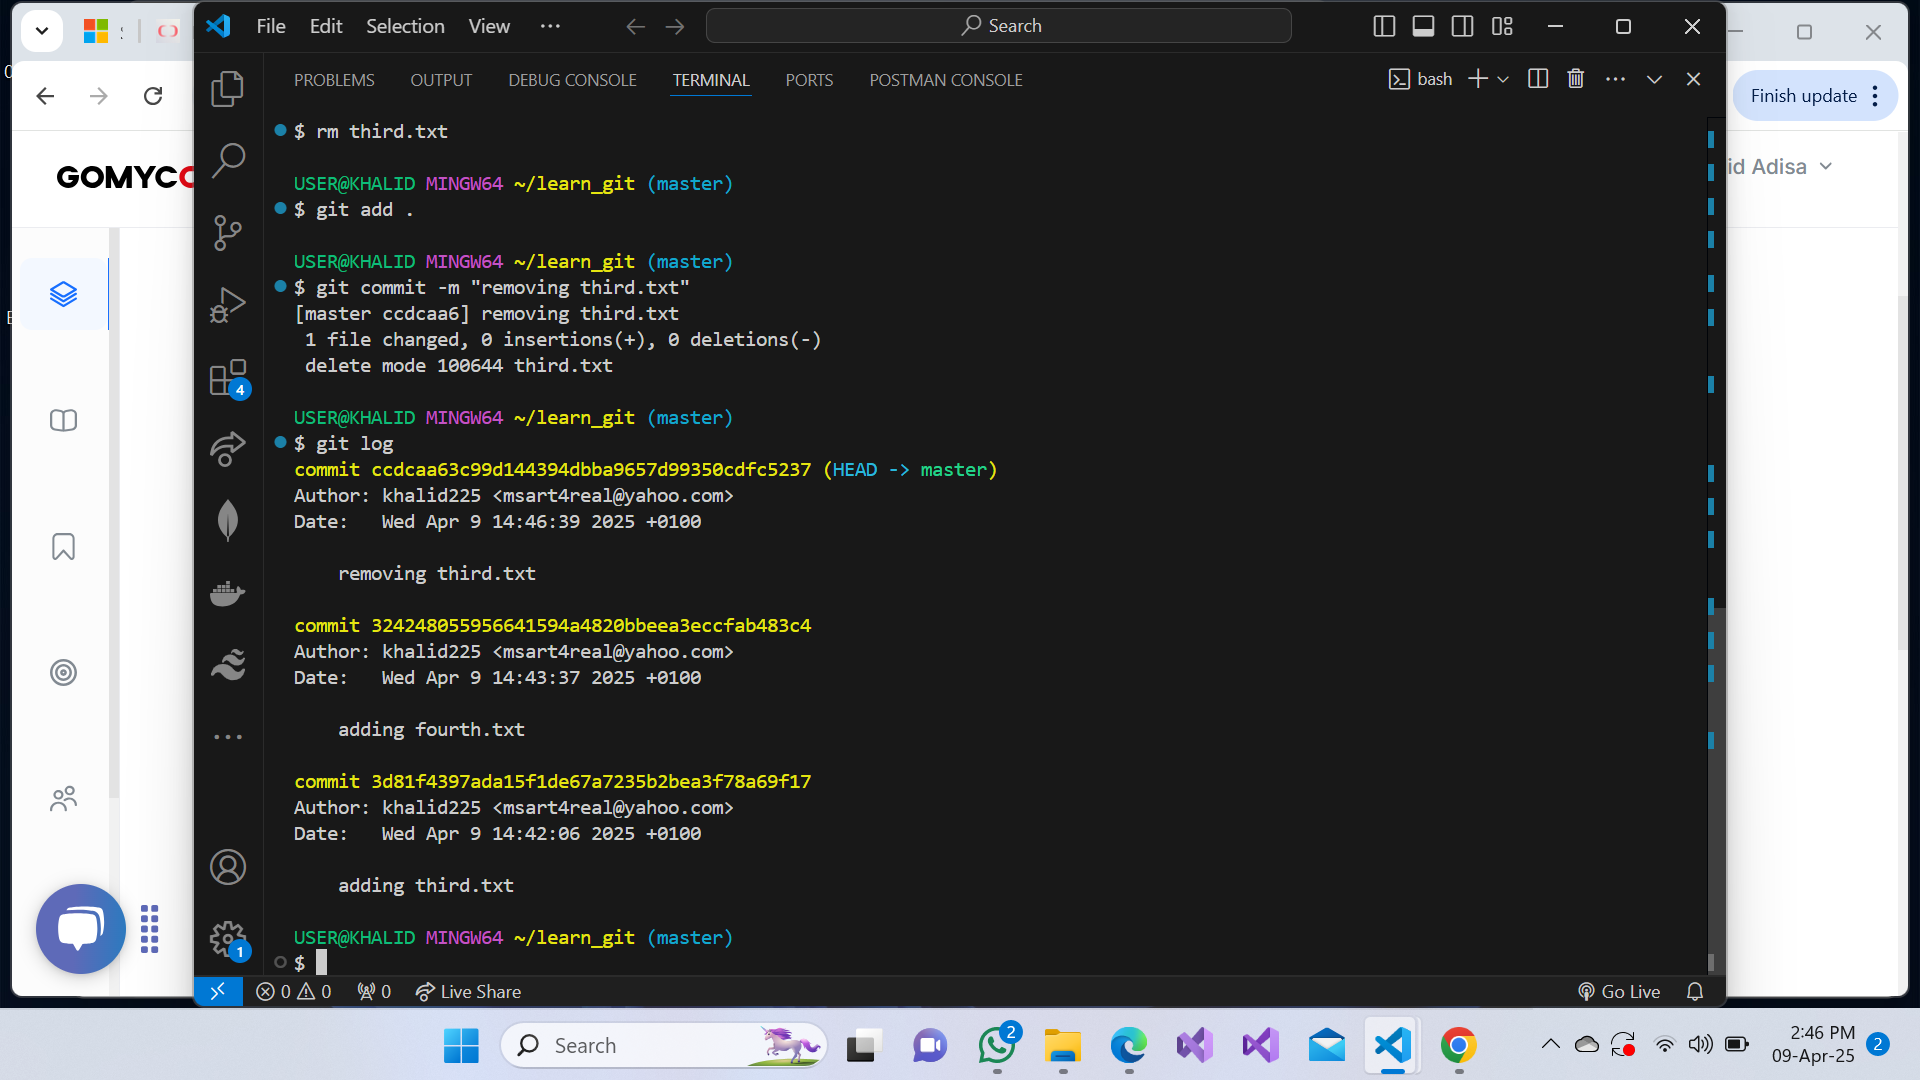 File Edit Selection View ··· Search
PROBLEMS OUTPUT DEBUG CONSOLE TERMINAL PORTS POSTMAN CONSOLE bash
Finish update
GOMYC
id Adisa
$ rm third.txt
USER@KHALID MINGW64 ~/learn_git (master)
$ git add .
USER@KHALID MINGW64 ~/learn_git (master)
$ git commit -m "removing third.txt"
[master ccdcaa6] removing third.txt
1 file changed, 0 insertions(+), 0 deletions(-)
delete mode 100644 third.txt
USER@KHALID MINGW64 ~/learn_git (master)
$ git log
commit ccdcaa63c99d144394dbba9657d99350cdfc5237 (HEAD -> master)
Author: khalid225 <msart4real@yahoo.com>
Date:   Wed Apr 9 14:46:39 2025 +0100
removing third.txt
commit 324248055956641594a4820bbeea3eccfab483c4
Author: khalid225 <msart4real@yahoo.com>
Date:   Wed Apr 9 14:43:37 2025 +0100
adding fourth.txt
commit 3d81f4397ada15f1de67a7235b2bea3f78a69f17
Author: khalid225 <msart4real@yahoo.com>
Date:   Wed Apr 9 14:42:06 2025 +0100
adding third.txt
USER@KHALID MINGW64 ~/learn_git (master)
$
4
1
0 0 0 Live Share Go Live
Search
2
2:46 PM
09-Apr-25
2